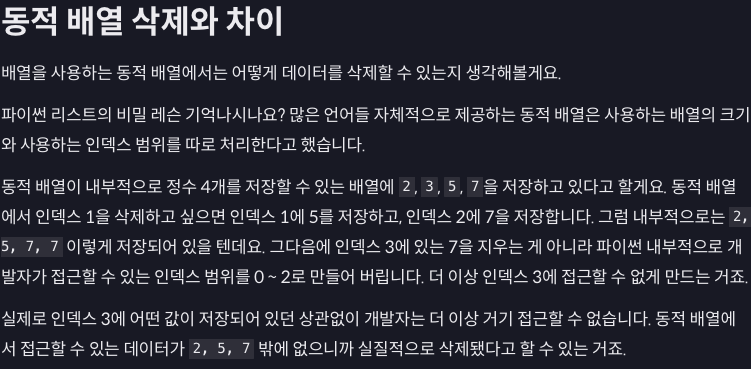 동적 배열 삭제와 차이
배열을 사용하는 동적 배열에서는 어떻게 데이터를 삭제할 수 있는지 생각해볼게요.
파이썬 리스트의 비밀 레슨 기억나시나요? 많은 언어들 자체적으로 제공하는 동적 배열은 사용하는 배열의 크기
와 사용하는 인덱스 범위를 따로 처리한다고 했습니다.
동적 배열이 내부적으로 정수 4개를 저장할 수 있는 배열에 2, 3, 5, 7을 저장하고 있다고 할게요. 동적 배열
에서 인덱스 1을 삭제하고 싶으면 인덱스 1에 5를 저장하고, 인덱스 2에 7을 저장합니다. 그럼 내부적으로는 2,
5, 7, 7 이렇게 저장되어 있을 텐데요. 그다음에 인덱스 3에 있는 7을 지우는 게 아니라 파이썬 내부적으로 개
발자가 접근할 수 있는 인덱스 범위를 0 ~ 2로 만들어 버립니다. 더 이상 인덱스 3에 접근할 수 없게 만드는 거죠.
실제로 인덱스 3에 어떤 값이 저장되어 있던 상관없이 개발자는 더 이상 거기 접근할 수 없습니다. 동적 배열에
서 접근할 수 있는 데이터가 2, 5, 7 밖에 없으니까 실질적으로 삭제됐다고 할 수 있는 거죠.